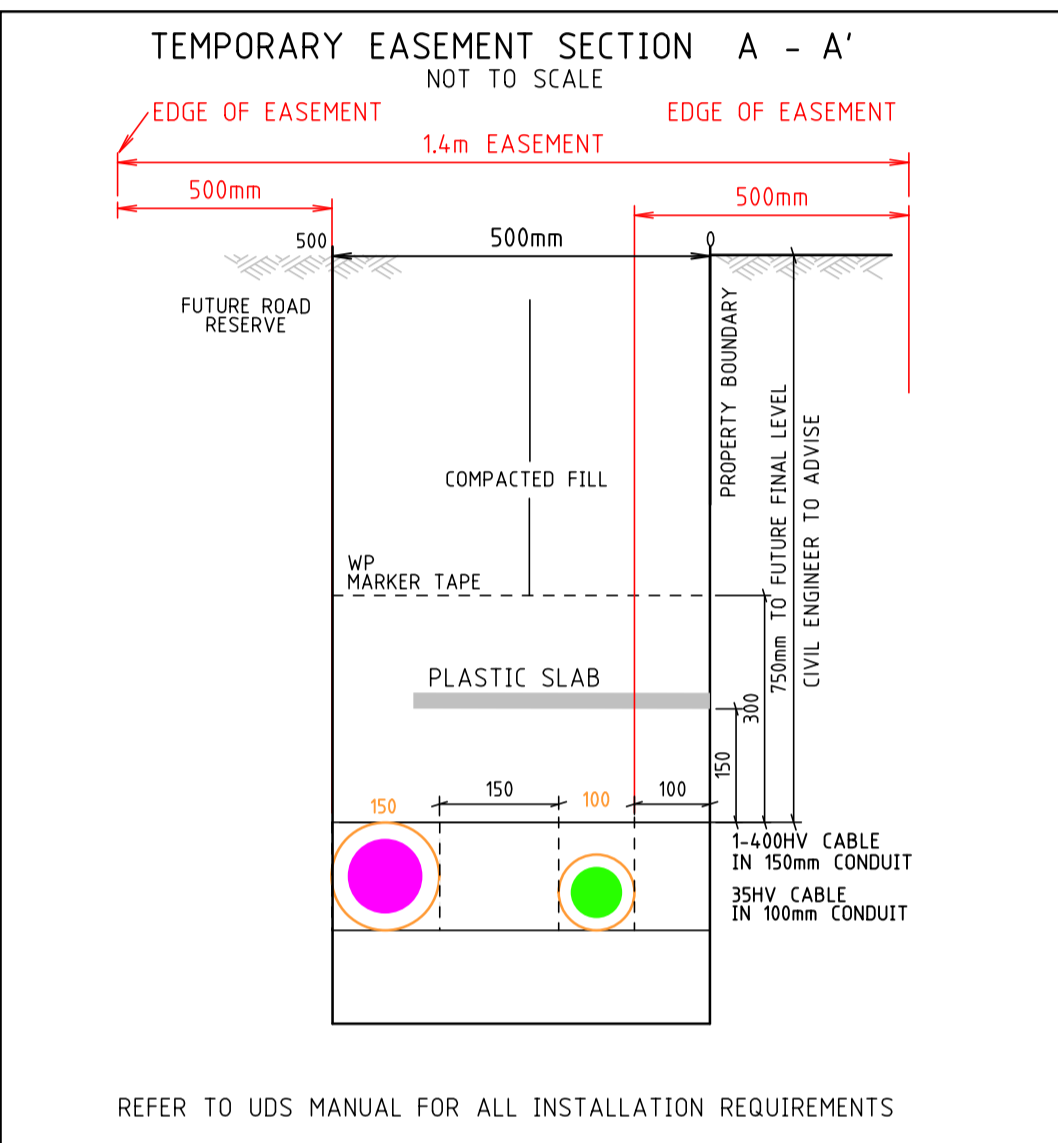 TEMPORARY EASEMENT SECTION A - A'
NOT TO SCALE
EDGE OF EASEMENT
EDGE OF EASEMENT
1.4m EASEMENT
500mm
500mm
500
500mm
0
FUTURE ROAD
RESERVE
PROPERTY BOUNDARY
750mm TO FUTURE FINAL LEVEL
CIVIL ENGINEER TO ADVISE
COMPACTED FILL
WP
MARKER TAPE
PLASTIC SLAB
300
150
150
150
100
100
1-400HV CABLE
IN 150mm CONDUIT
35HV CABLE
IN 100mm CONDUIT
REFER TO UDS MANUAL FOR ALL INSTALLATION REQUIREMENTS